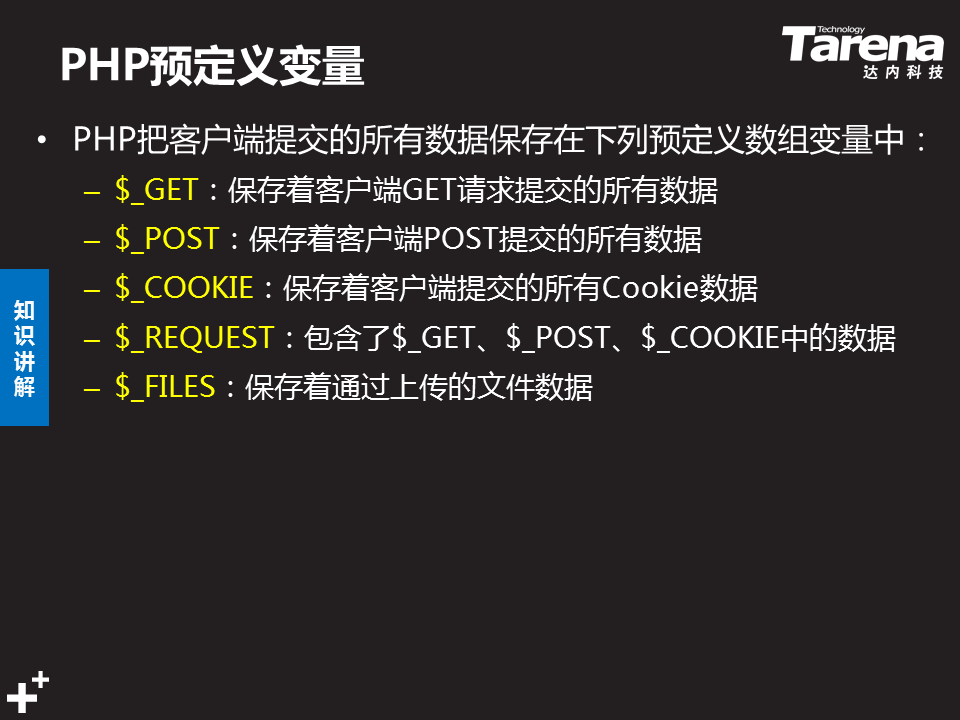 PHP预定义变量
Technology
Tarena
达内科技
• PHP把客户端提交的所有数据保存在下列预定义数组变量中：
– $_GET：保存着客户端GET请求提交的所有数据
– $_POST：保存着客户端POST提交的所有数据
– $_COOKIE：保存着客户端提交的所有Cookie数据
– $_REQUEST：包含了$_GET、$_POST、$_COOKIE中的数据
– $_FILES：保存着通过上传的文件数据
知识讲解